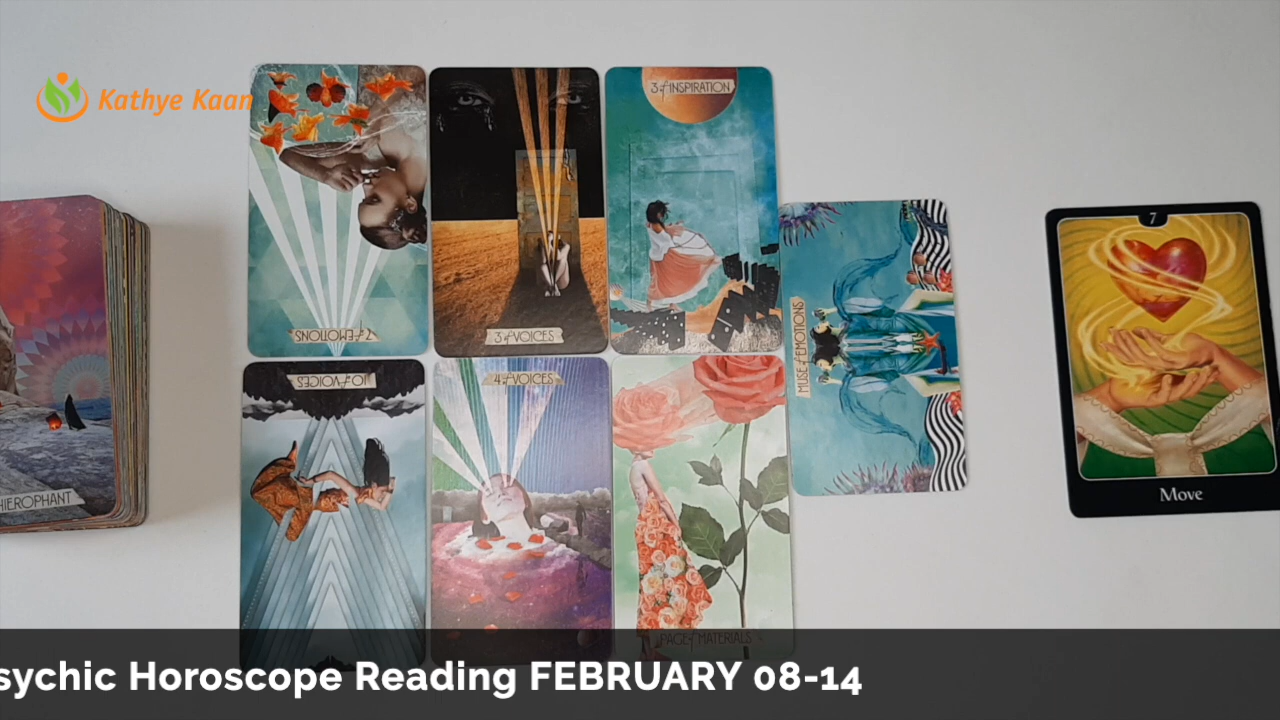 Kathye Kaan
3 of INSPIRATION
7 of EMOTIONS
3 of VOICES
MUSE of EMOTIONS
7
10 of VOICES
4 of VOICES
HIEROPHANT
Move
PAGE of MATERIALS
sychic Horoscope Reading FEBRUARY 08-14